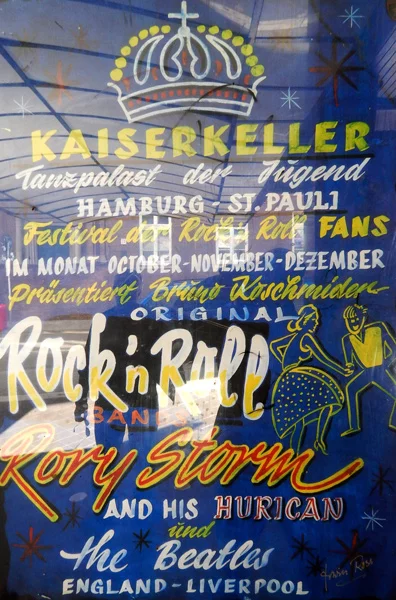 KAISERKELLER
Tanzpalast der Jugend
HAMBURG - ST. PAULI
Festival der Rock'n Roll FANS
IM MONAT OCTOBER-NOVEMBER-DEZEMBER
Präsentiert Bruno Koschmider
ORIGINAL
Rock'n Roll
BANDS
Rory Storm
AND HIS HURICAN
und
the Beatles
ENGLAND - LIVERPOOL